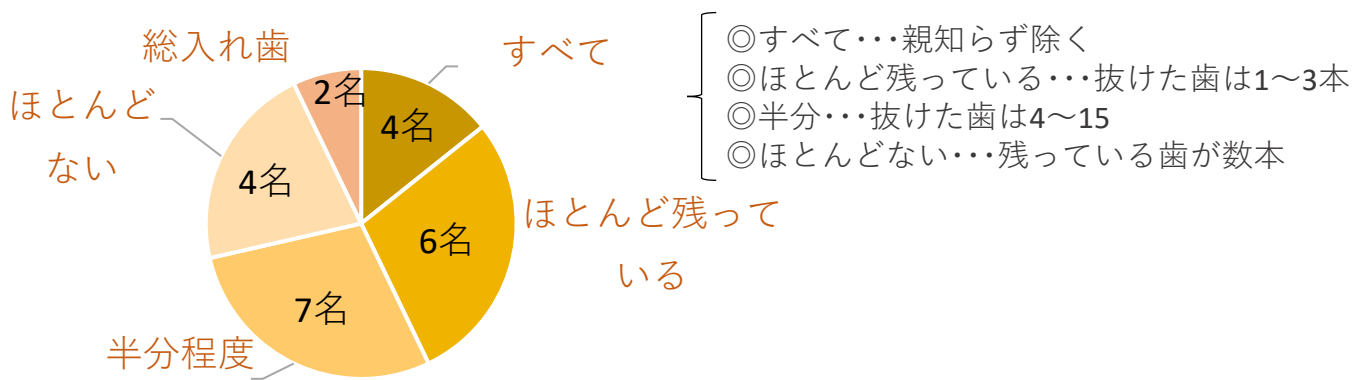 総入れ歯
すべて
ほとんど
ない
2名
4名
4名
6名
7名
ほとんど残って
いる
半分程度
◎すべて･･･親知らず除く
◎ほとんど残っている･･･抜けた歯は1～3本
◎半分･･･抜けた歯は4～15
◎ほとんどない･･･残っている歯が数本